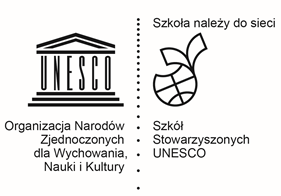 Szkoła należy do sieci
UNESCO
Organizacja Narodów
Zjednoczonych
dla Wychowania,
Nauki i Kultury
Szkół
Stowarzyszonych
UNESCO